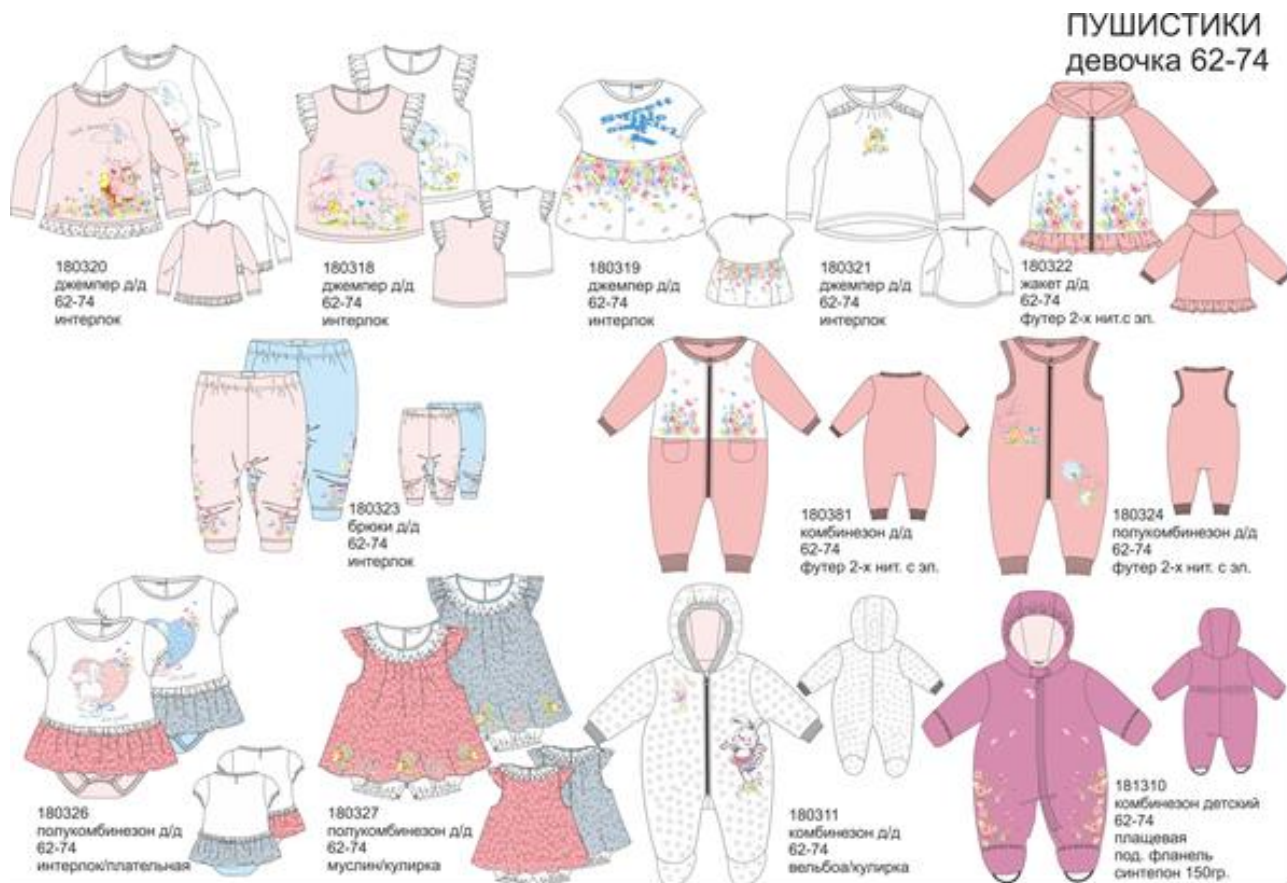 ПУШИСТИКИ
девочка 62-74
180320
джемпер д/д
62-74
интерлок
180318
джемпер д/д
62-74
интерлок
180319
джемпер д/д
62-74
интерлок
180321
джемпер д/д
62-74
интерлок
180322
жакет д/д
62-74
футер 2-х нит.с эл.
180323
брюки д/д
62-74
интерлок
180381
комбинезон д/д
62-74
футер 2-х нит. с эл.
180324
полукомбинезон д/д
62-74
футер 2-х нит. с эл.
180326
полукомбинезон д/д
62-74
интерлок/плательная
180327
полукомбинезон д/д
62-74
муслин/кулирка
180311
комбинезон д/д
62-74
вельбоа/кулирка
181310
комбинезон детский
62-74
плащевая
под. фланель
синтепон 150гр.